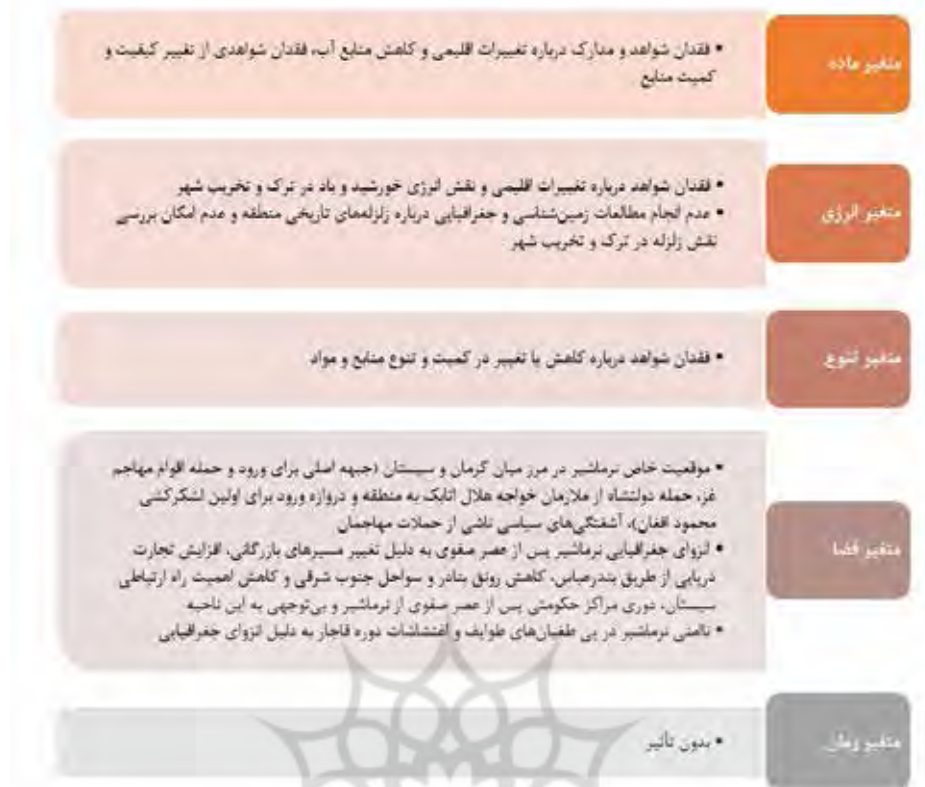 متغیر ماده
• فقدان شواهد و مدارک درباره تغییرات اقلیمی و کاهش منابع آب، فقدان شواهدی از تغییر کیفیت و
کمیت منابع
متغیر انرژی
• فقدان شواهد درباره تغییرات اقلیمی و نقش انرژی خورشید و باد در ترک و تخریب شهر
• عدم انجام مطالعات زمین‌شناسی و جغرافیایی درباره زلزله‌های تاریخی منطقه و عدم امکان بررسی
نقش زلزله در ترک و تخریب شهر
متغیر تنوع
• فقدان شواهد درباره کاهش یا تغییر در کمیت و تنوع منابع و مواد
متغیر فضا
• موقعیت خاص نرماشیر در مرز میان کرمان و سیستان (جبهه اصلی برای ورود و حمله اقوام مهاجم
غز، حمله دولتشاه از ملازمان خواجه هلال اتابک به منطقه و دروازه ورود برای اولین لشکرکشی
محمود افغان)، آشفتگی‌های سیاسی ناشی از حملات مهاجمان
• انزوای جغرافیایی نرماشیر پس از عصر صفوی به دلیل تغییر مسیرهای بازرگانی، افزایش تجارت
دریایی از طریق بندرعباس، کاهش رونق بنادر و سواحل جنوب شرقی و کاهش اهمیت راه ارتباطی
سیستان، دوری مراکز حکومتی پس از عصر صفوی از نرماشیر و بی‌توجهی به این ناحیه
• ناامنی نرماشیر در پی طغیان‌های طوایف و اغتشاشات دوره قاجار به دلیل انزوای جغرافیایی
متغیر زمان
• بدون تأثیر